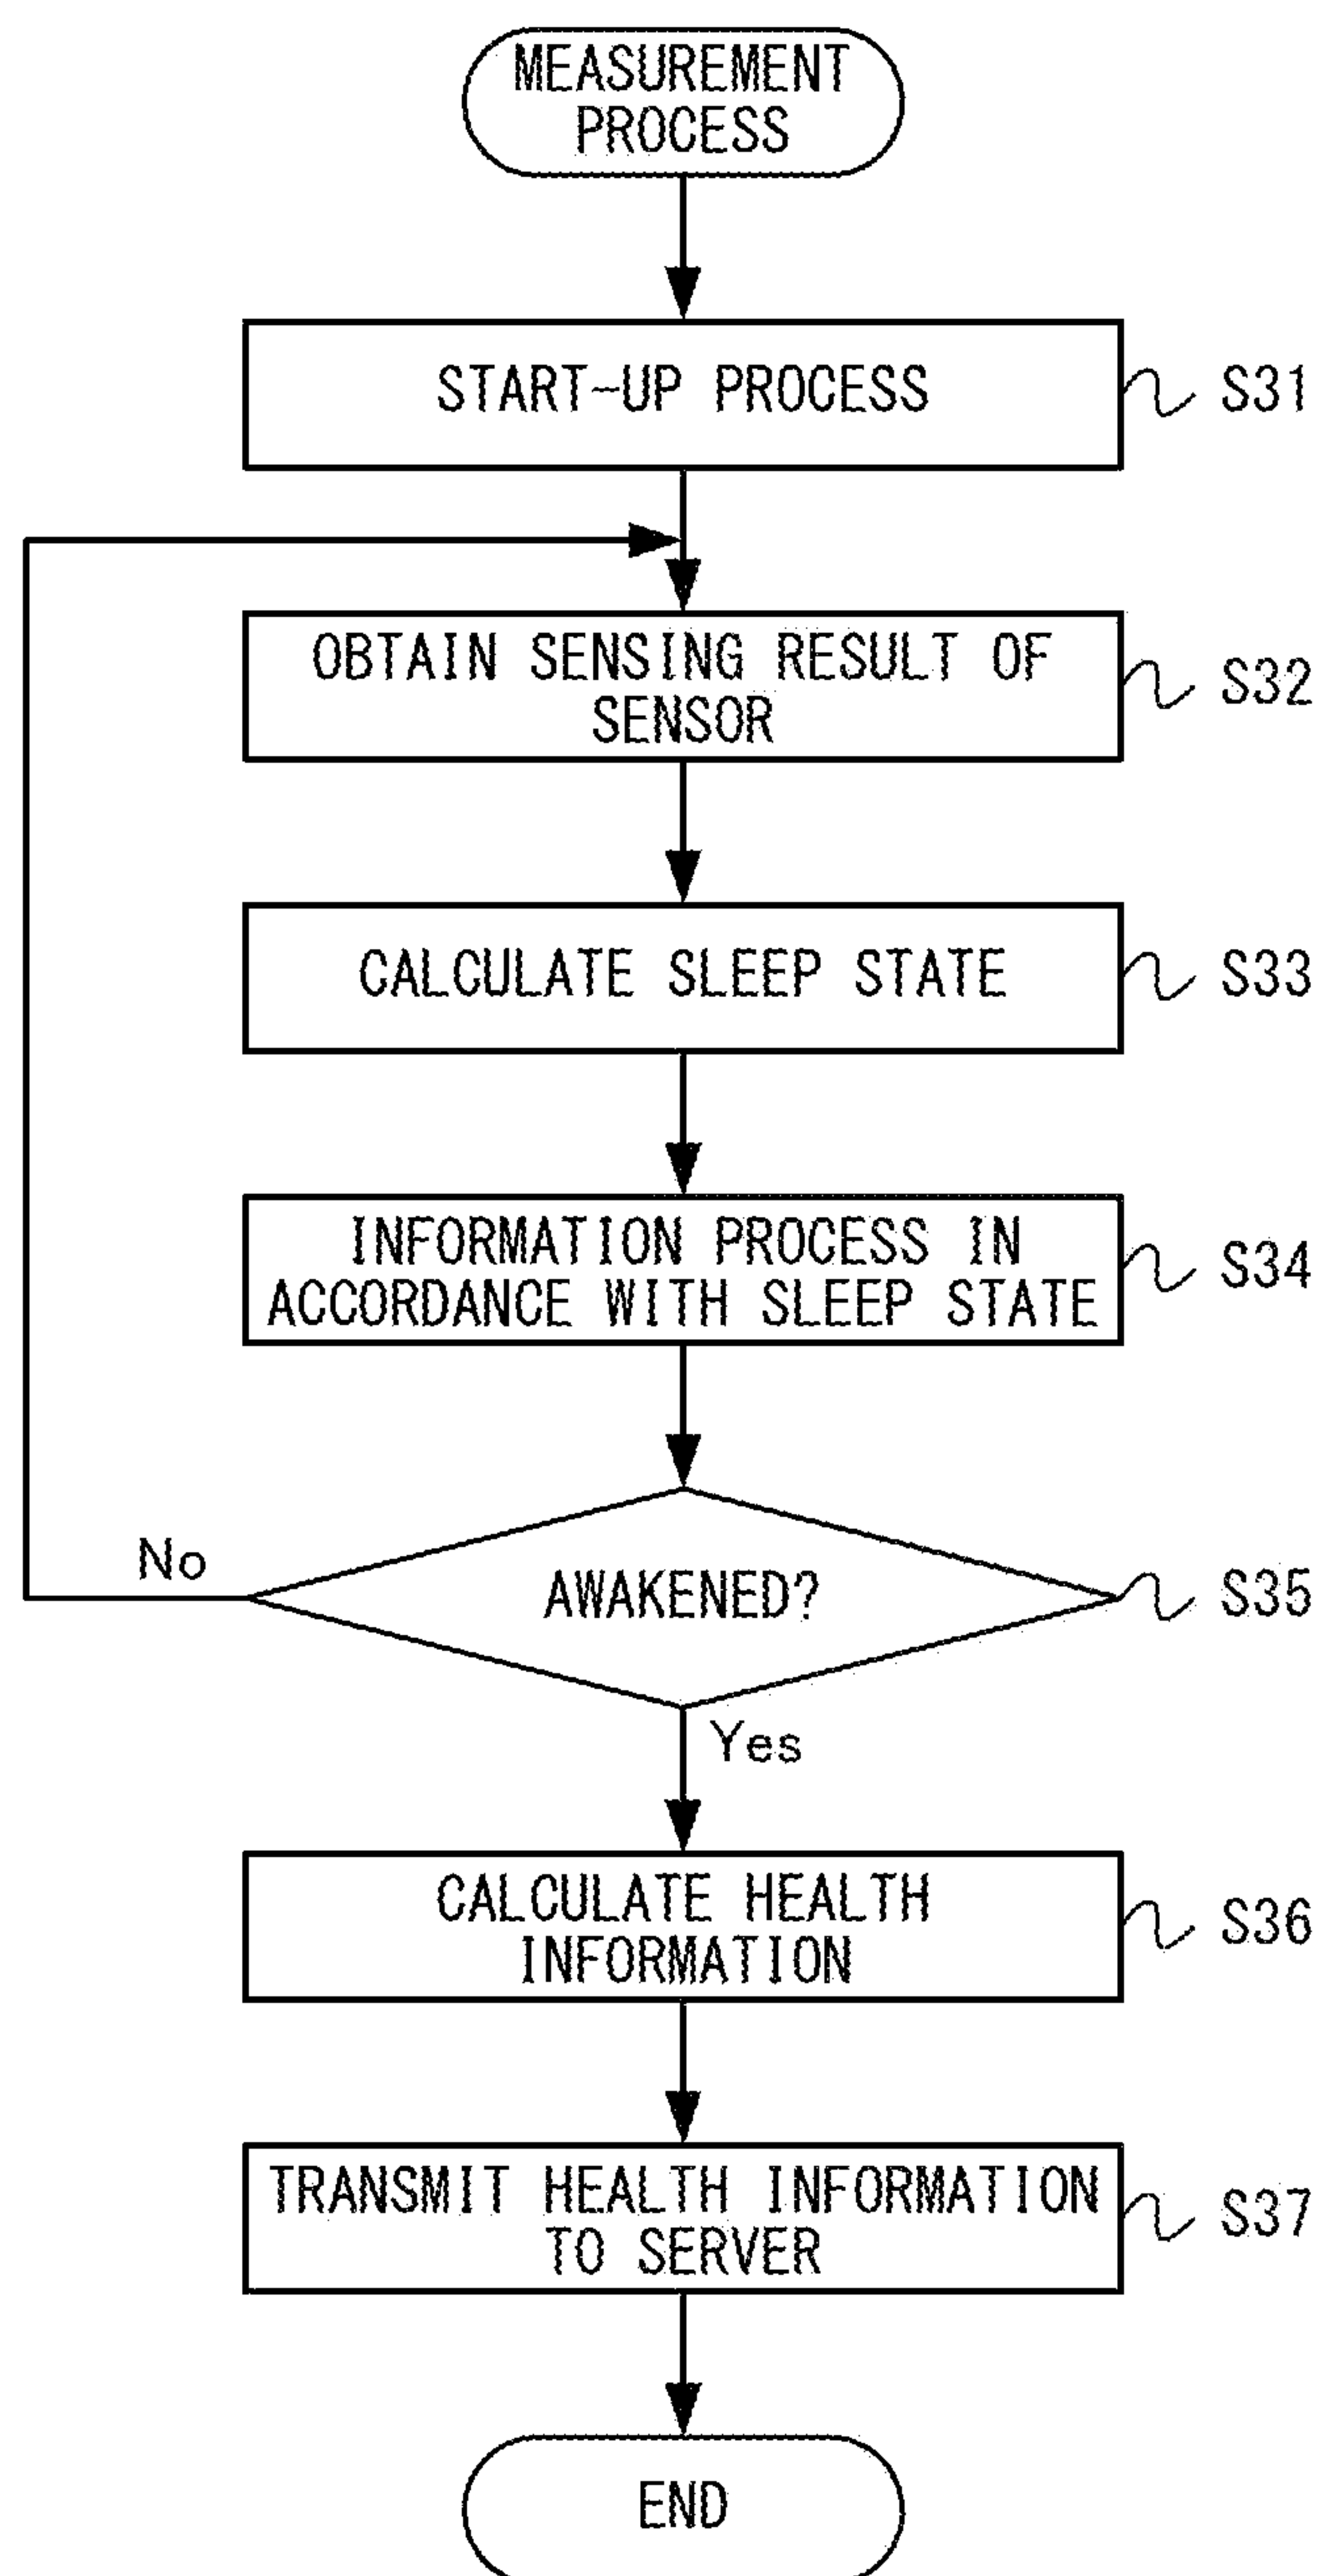 MEASUREMENT
PROCESS
START-UP PROCESS
S31
OBTAIN SENSING RESULT OF
SENSOR
S32
CALCULATE SLEEP STATE
S33
INFORMATION PROCESS IN
ACCORDANCE WITH SLEEP STATE
S34
No
AWAKENED?
S35
Yes
CALCULATE HEALTH
INFORMATION
S36
TRANSMIT HEALTH INFORMATION
TO SERVER
S37
END